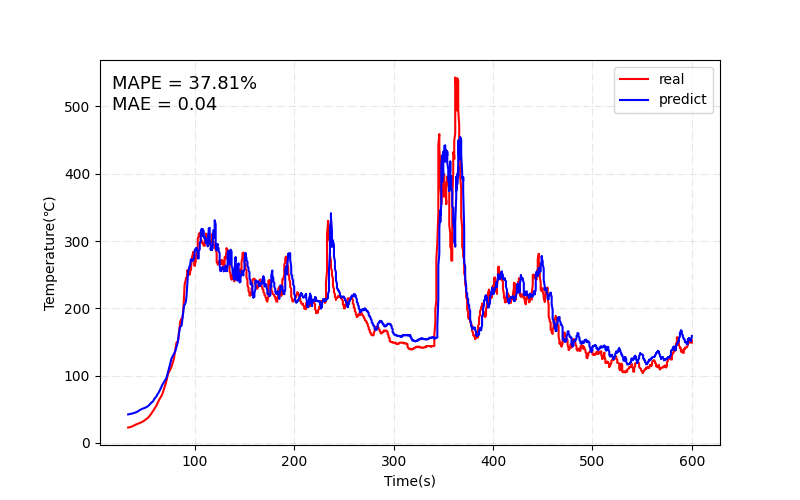 MAPE = 37.81%
MAE = 0.04
real
predict
Temperature(℃)
500
400
300
200
100
0
100 200 300 400 500 600
Time(s)